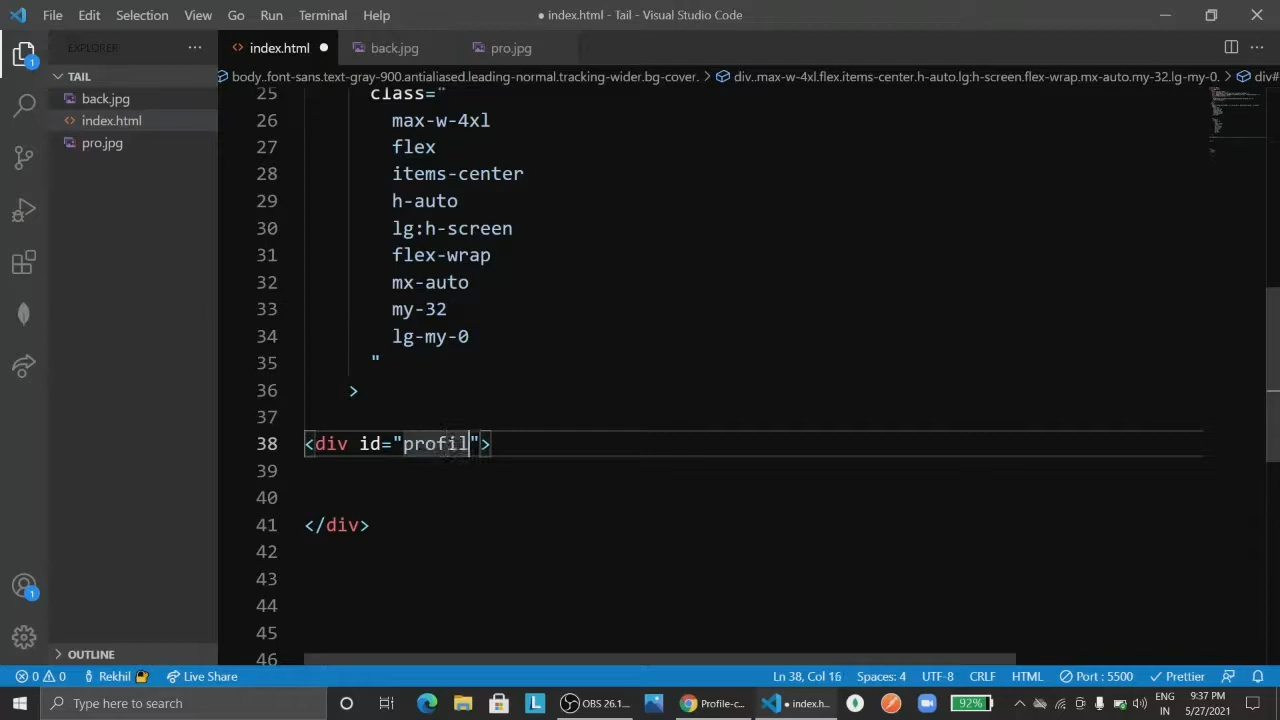 File Edit Selection View Go Run Terminal Help ● index.html - Tail - Visual Studio Code
EXPLORER ··· <> index.html ● back.jpg pro.jpg ···
1
TAIL
body..font-sans.text-gray-900.antialiased.leading-normal.tracking-wider.bg-cover. > div.max-w-4xl.flex.items-center.h-auto.lg:h-screen.flex-wrap.mx-auto.my-32.lg-my-0. > div#
back.jpg
<> index.html
pro.jpg
25 class="
26 max-w-4xl
27 flex
28 items-center
29 h-auto
30 lg:h-screen
31 flex-wrap
32 mx-auto
33 my-32
34 lg-my-0
35 "
36 >
37
38 <div id="profil">
39
40
41 </div>
42
43
44
45
46
1
OUTLINE
0 0 Rekhil Live Share Ln 38, Col 16 Spaces: 4 UTF-8 CRLF HTML Port : 5500 Prettier
Type here to search L OBS 26.1... Profile-c... ● index.h... 92% ENG IN 9:37 PM 5/27/2021